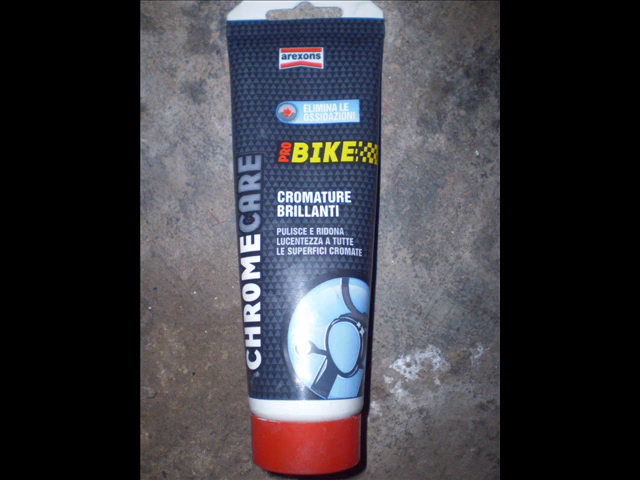 arexons
ELIMINA LE
OSSIDAZIONI
PRO BIKE
CHROMECARE
CROMATURE
BRILLANTI
PULISCE E RIDONA
LUCENTEZZA A TUTTE
LE SUPERFICI CROMATE